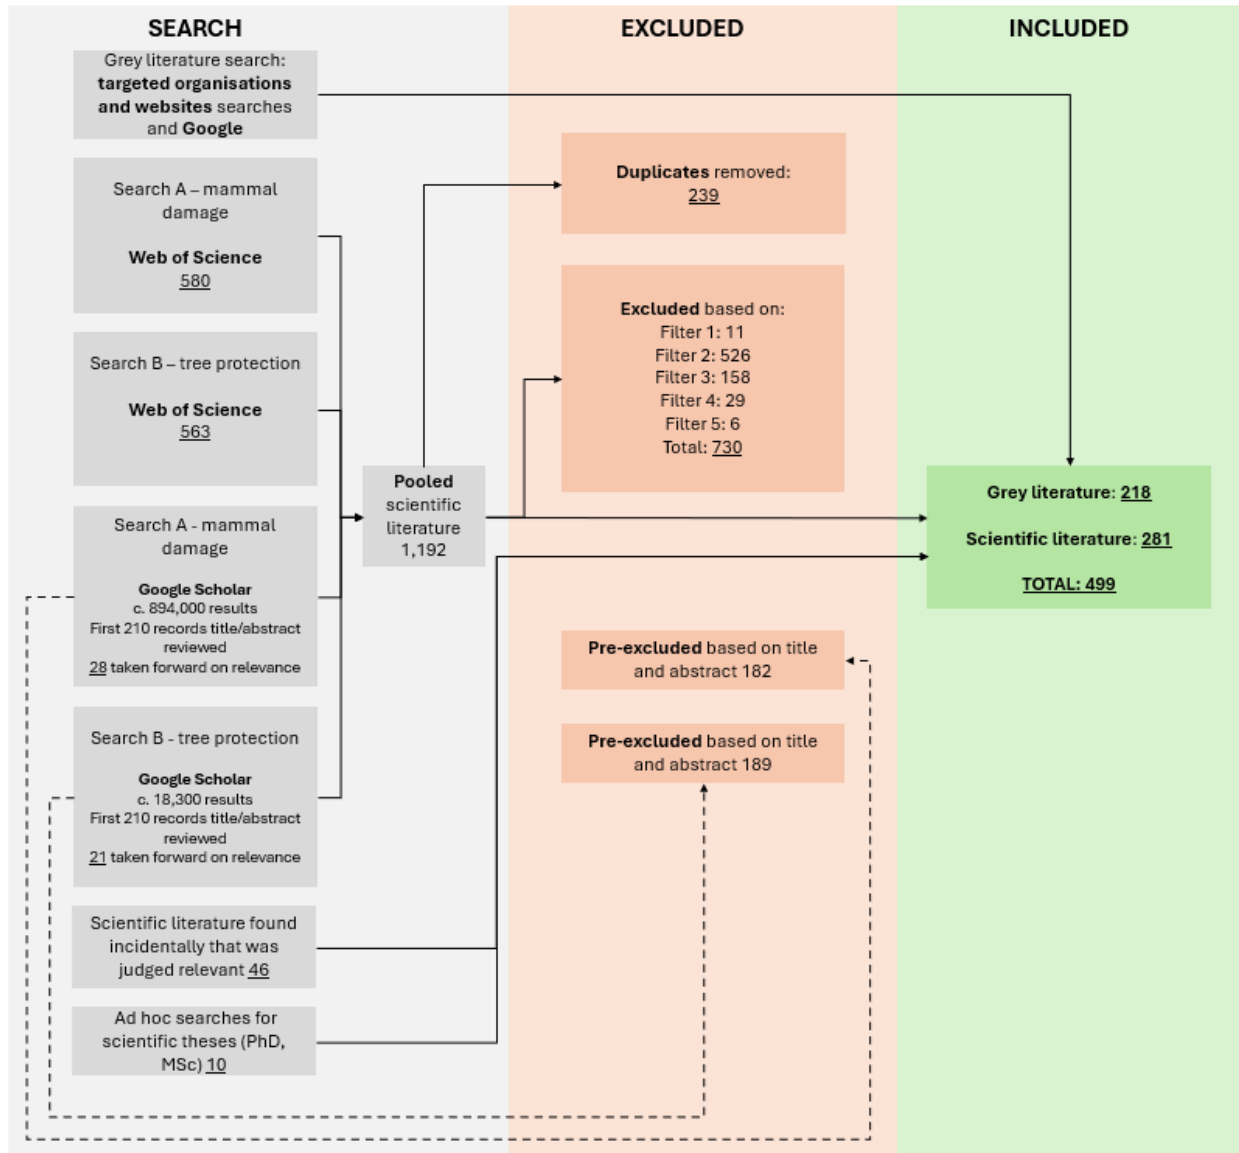 SEARCH
Grey literature search:
targeted organisations
and websites searches
and Google
Search A – mammal
damage
Web of Science
580
Search B – tree protection
Web of Science
563
Search A - mammal
damage
Google Scholar
c. 894,000 results
First 210 records title/abstract
reviewed
28 taken forward on relevance
Search B - tree protection
Google Scholar
c. 18,300 results
First 210 records title/abstract
reviewed
21 taken forward on relevance
Scientific literature found
incidentally that was
judged relevant 46
Ad hoc searches for
scientific theses (PhD,
MSc) 10
Pooled
scientific
literature
1,192
EXCLUDED
Duplicates removed:
239
Excluded based on:
Filter 1: 11
Filter 2: 526
Filter 3: 158
Filter 4: 29
Filter 5: 6
Total: 730
Pre-excluded based on title
and abstract 182
Pre-excluded based on title
and abstract 189
INCLUDED
Grey literature: 218
Scientific literature: 281
TOTAL: 499